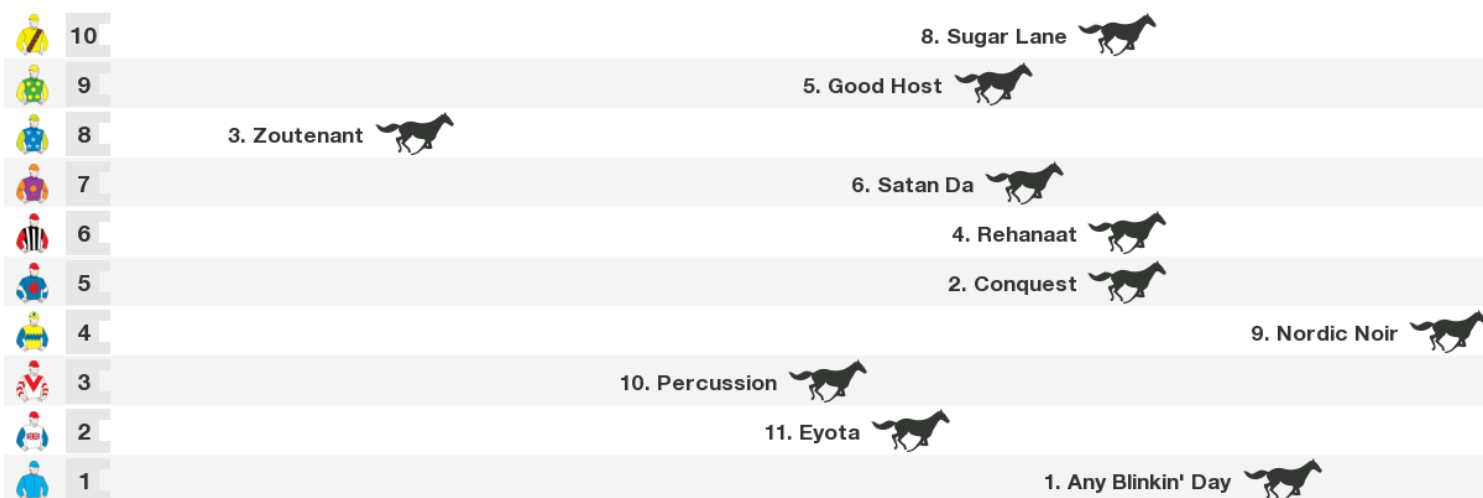 10 8. Sugar Lane
9 5. Good Host
8 3. Zoutenant
7 6. Satan Da
6 4. Rehanaat
5 2. Conquest
4 9. Nordic Noir
3 10. Percussion
2 11. Eyota
1 1. Any Blinkin' Day